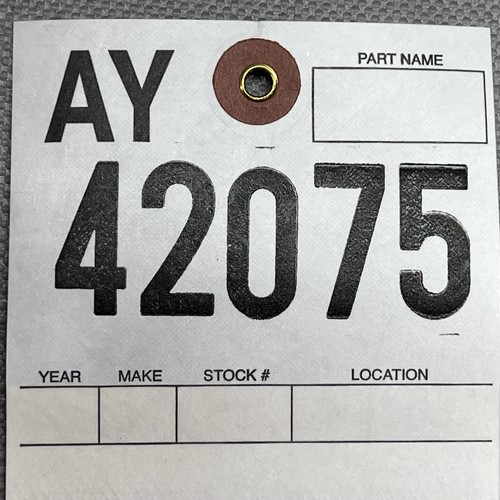 AY
PART NAME
42075
YEAR MAKE STOCK # LOCATION